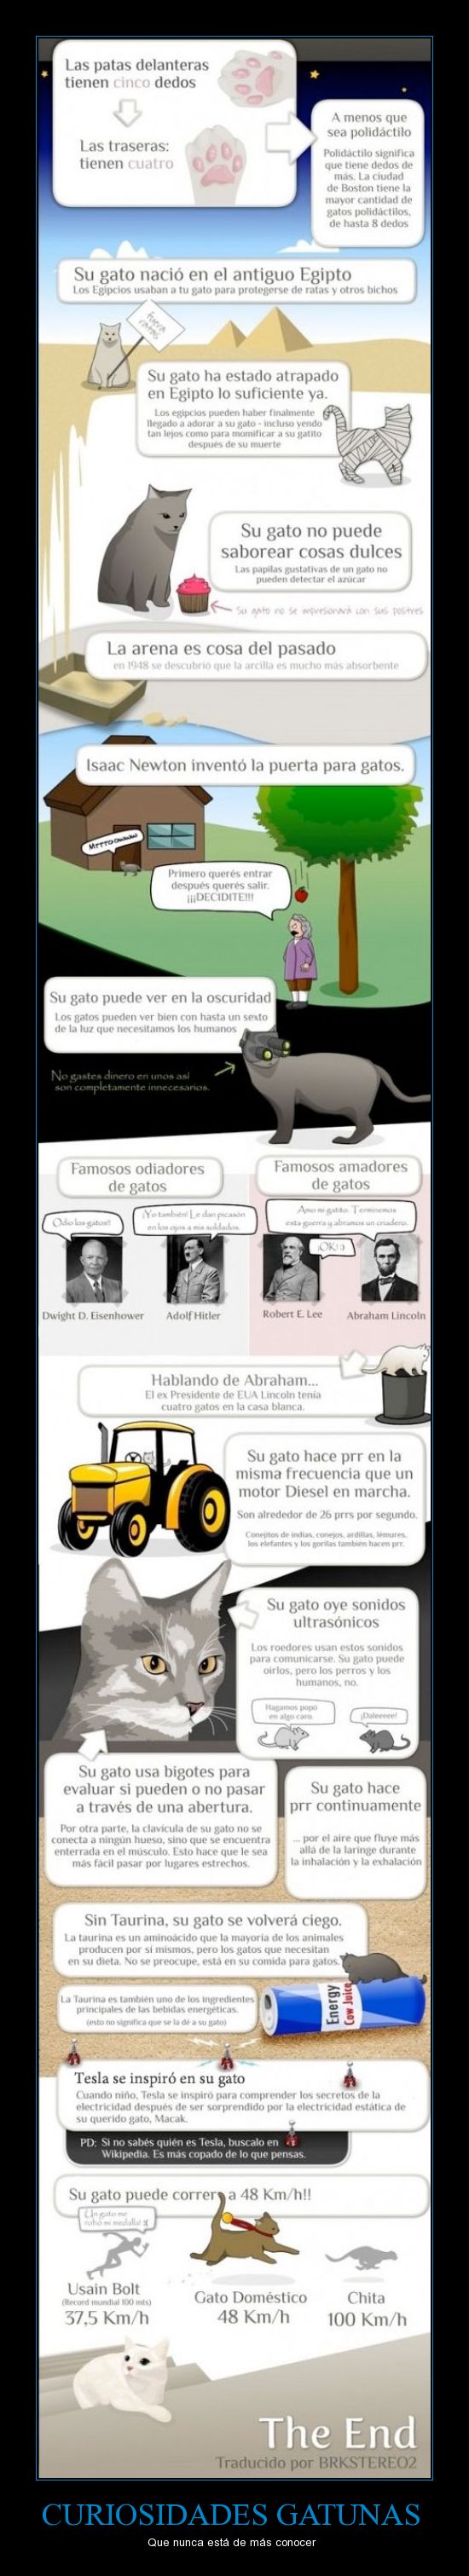 Las patas delanteras
tienen cinco dedos
Las traseras:
tienen cuatro
A menos que
sea polidáctilo
Polidáctilo significa
que tiene dedos de
más. La ciudad
de Boston tiene la
mayor cantidad de
gatos polidáctilos,
de hasta 8 dedos
Su gato nació en el antiguo Egipto
Los Egipcios usaban a tu gato para protegerse de ratas y otros bichos
fuera
Su gato ha estado atrapado
en Egipto lo suficiente ya.
Los egipcios pueden haber finalmente
llegado a adorar a su gato - incluso yendo
tan lejos como para momificar a su gatito
después de su muerte
Su gato no puede
saborear cosas dulces
Las papilas gustativas de un gato no
pueden detectar el azúcar
Su gato no se impresionará con sus postres
La arena es cosa del pasado
en 1948 se descubrió que la arcilla es mucho más absorbente
Isaac Newton inventó la puerta para gatos.
Primero querés entrar
después querés salir.
¡¡¡DECIDITE!!!
Su gato puede ver en la oscuridad
Los gatos pueden ver bien con hasta un sexto
de la luz que necesitamos los humanos
No gastes dinero en unos así
son completamente innecesarios.
Famosos odiadores
de gatos
Famosos amadores
de gatos
Odio los gatos!!
¡Yo también! Le dan picasón
en los ojos a mis soldados.
Amo mi gatito. Terminemos
esta guerra y abramos un criadero.
¡OK!:)
Dwight D. Eisenhower
Adolf Hitler
Robert E. Lee
Abraham Lincoln
Hablando de Abraham...
El ex Presidente de EUA Lincoln tenía
cuatro gatos en la casa blanca.
Su gato hace prr en la
misma frecuencia que un
motor Diesel en marcha.
Son alrededor de 26 prrs por segundo.
Conejitos de indias, conejos, ardillas, lémures,
los elefantes y los gorilas también hacen prr.
Su gato oye sonidos
ultrasónicos
Los roedores usan estos sonidos
para comunicarse. Su gato puede
oirlos, pero los perros y los
humanos, no.
Hagamos popó
en algo caro.
¡Daleeeee!
Su gato usa bigotes para
evaluar si pueden o no pasar
a través de una abertura.
Por otra parte, la clavícula de su gato no se
conecta a ningún hueso, sino que se encuentra
enterrada en el músculo. Esto hace que le sea
más fácil pasar por lugares estrechos.
Su gato hace
prr continuamente
... por el aire que fluye más
allá de la laringe durante
la inhalación y la exhalación
Sin Taurina, su gato se volverá ciego.
La taurina es un aminoácido que la mayoría de los animales
producen por sí mismos, pero los gatos que necesitan
en su dieta. No se preocupe, está en su comida para gatos.
La Taurina es también uno de los ingredientes
principales de las bebidas energéticas.
(esto no significa que se la dé a su gato)
Energy
Cow Juice
Tesla se inspiró en su gato
Cuando niño, Tesla se inspiró para comprender los secretos de la
electricidad después de ser sorprendido por la electricidad estática de
su querido gato, Macak.
PD: Si no sabés quién es Tesla, buscalo en
Wikipedia. Es más copado de lo que pensas.
Su gato puede correr a 48 Km/h!!
Un gato me
robó mi medalla! :(
Usain Bolt
(Record mundial 100 mts)
37,5 Km/h
Gato Doméstico
48 Km/h
Chita
100 Km/h
The End
Traducido por BRKSTEREO2
CURIOSIDADES GATUNAS
Que nunca está de más conocer